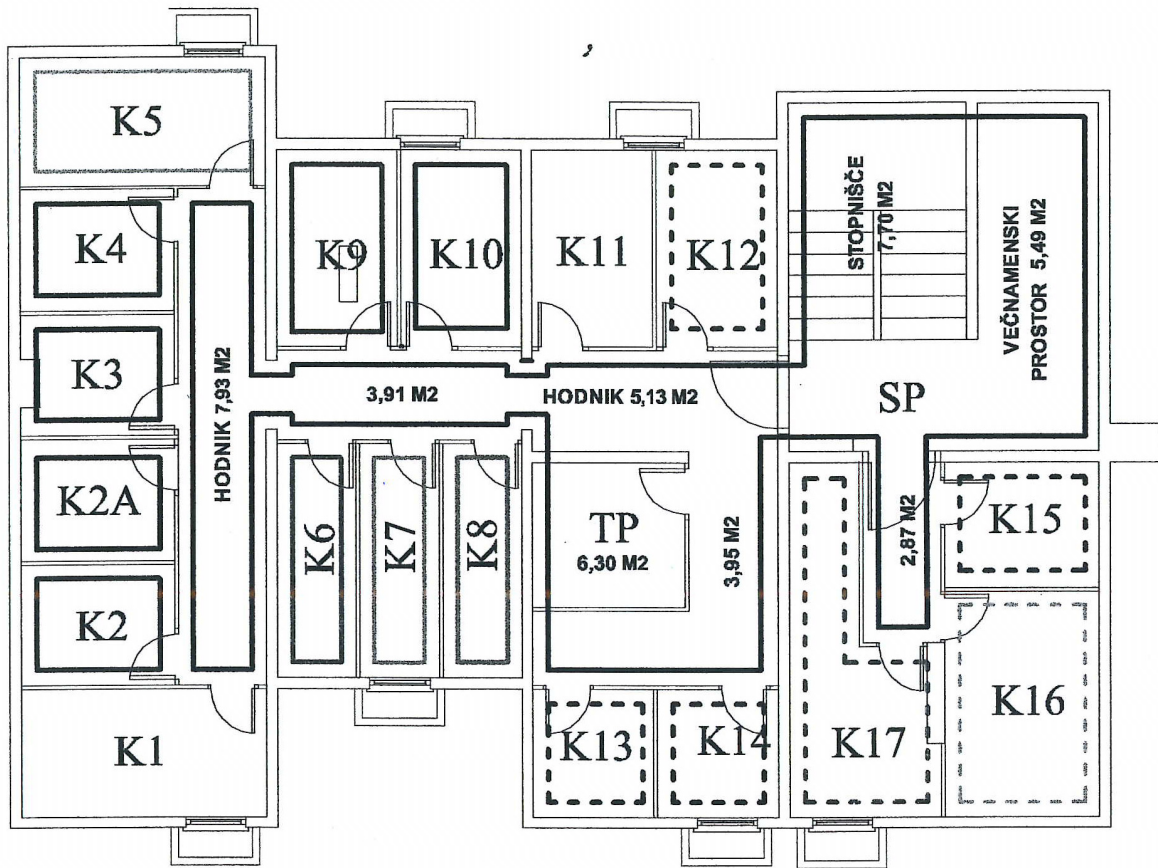 K5
K4
K3
K2A
K2
K1
HODNIK 7,93 M2
K9
K10
K11
K12
3,91 M2
HODNIK 5,13 M2
K6
K7
K8
TP
6,30 M2
3,95 M2
K13
K14
STOPNIŠČE
7,70 M2
VEČNAMENSKI
PROSTOR 5,49 M2
SP
2,87 M2
K15
K16
K17